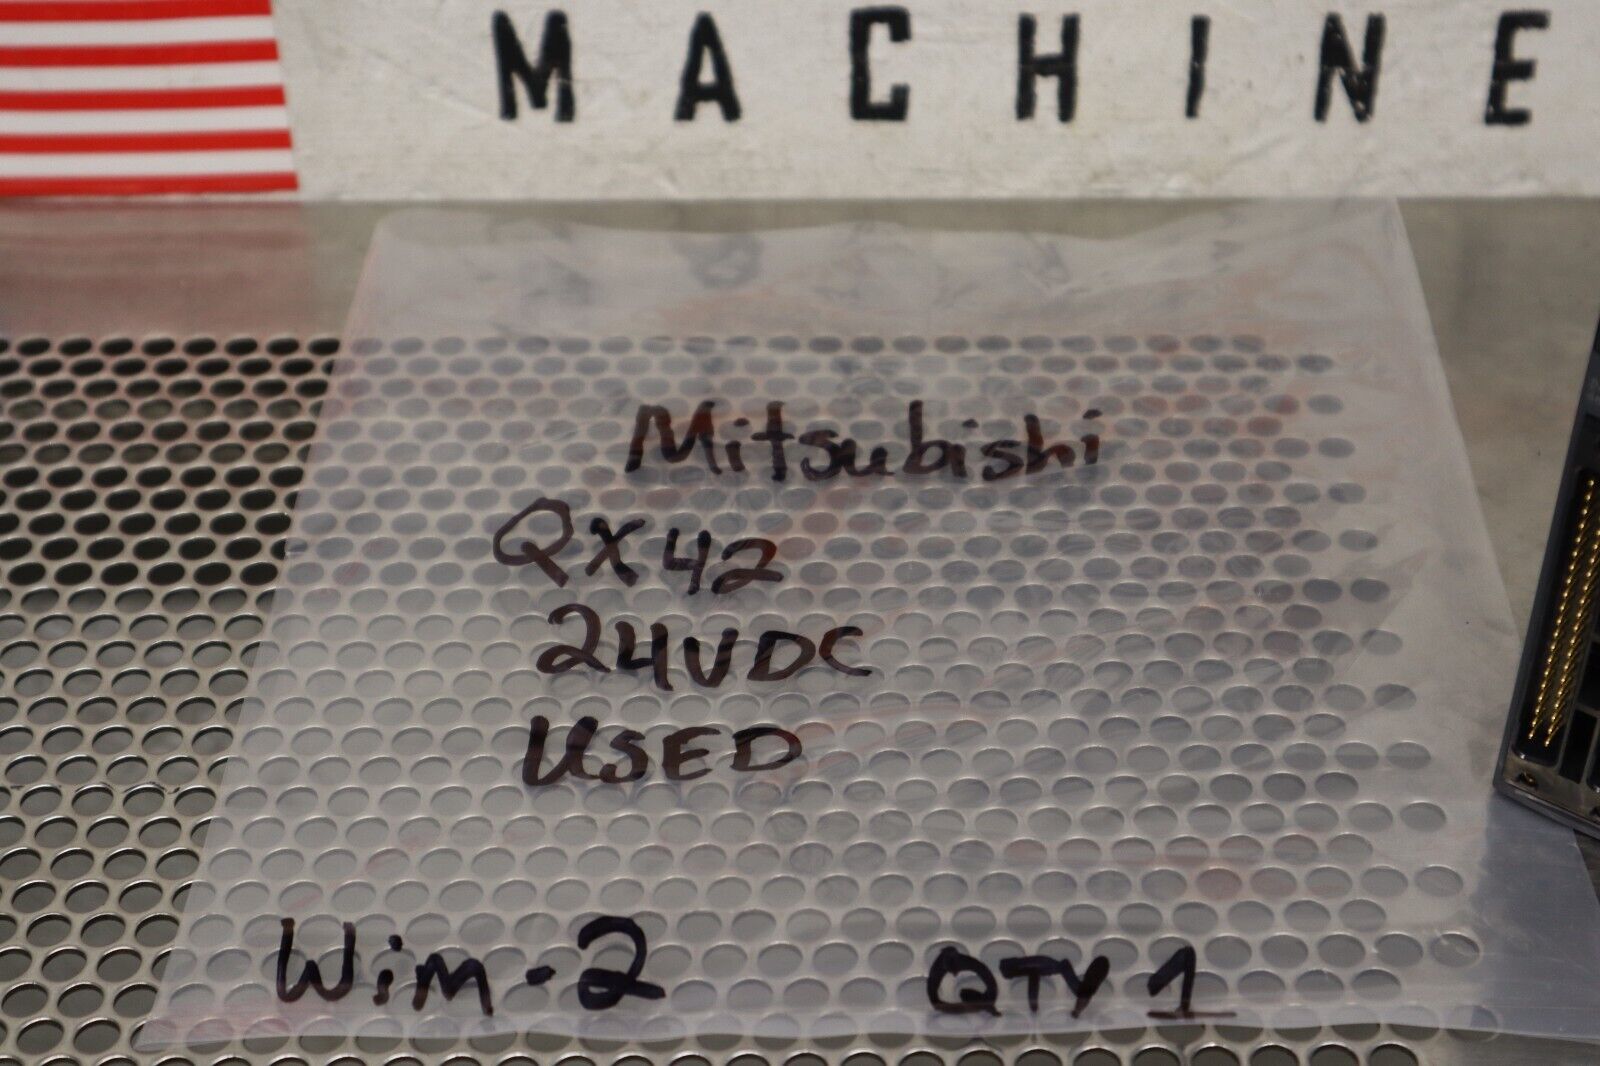 MACHINE
Mitsubishi
QX42
24VDC
USED
Wim-2 QTY 1